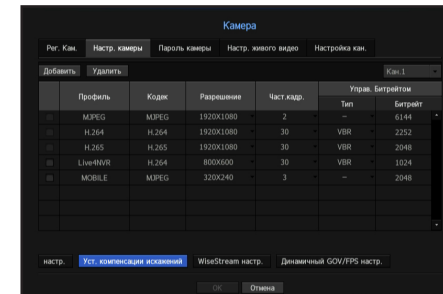 Камера
Рег. Кам. Настр. камеры Пароль камеры Настр. живого видео Настройка кан.
Добавить Удалить Кан.1
Профиль Кодек Разрешение Част.кадр. Управ. Битрейтом
Тип Битрейт
MJPEG MJPEG 1920X1080 2 – 6144
H.264 H.264 1920X1080 30 VBR 2252
H.265 H.265 1920X1080 30 VBR 2048
Live4NVR H.264 800X600 30 VBR 1024
MOBILE MJPEG 320X240 3 – 2048
настр. Уст. компенсации искажений WiseStream настр. Динамичный GOV/FPS настр.
OK Отмена